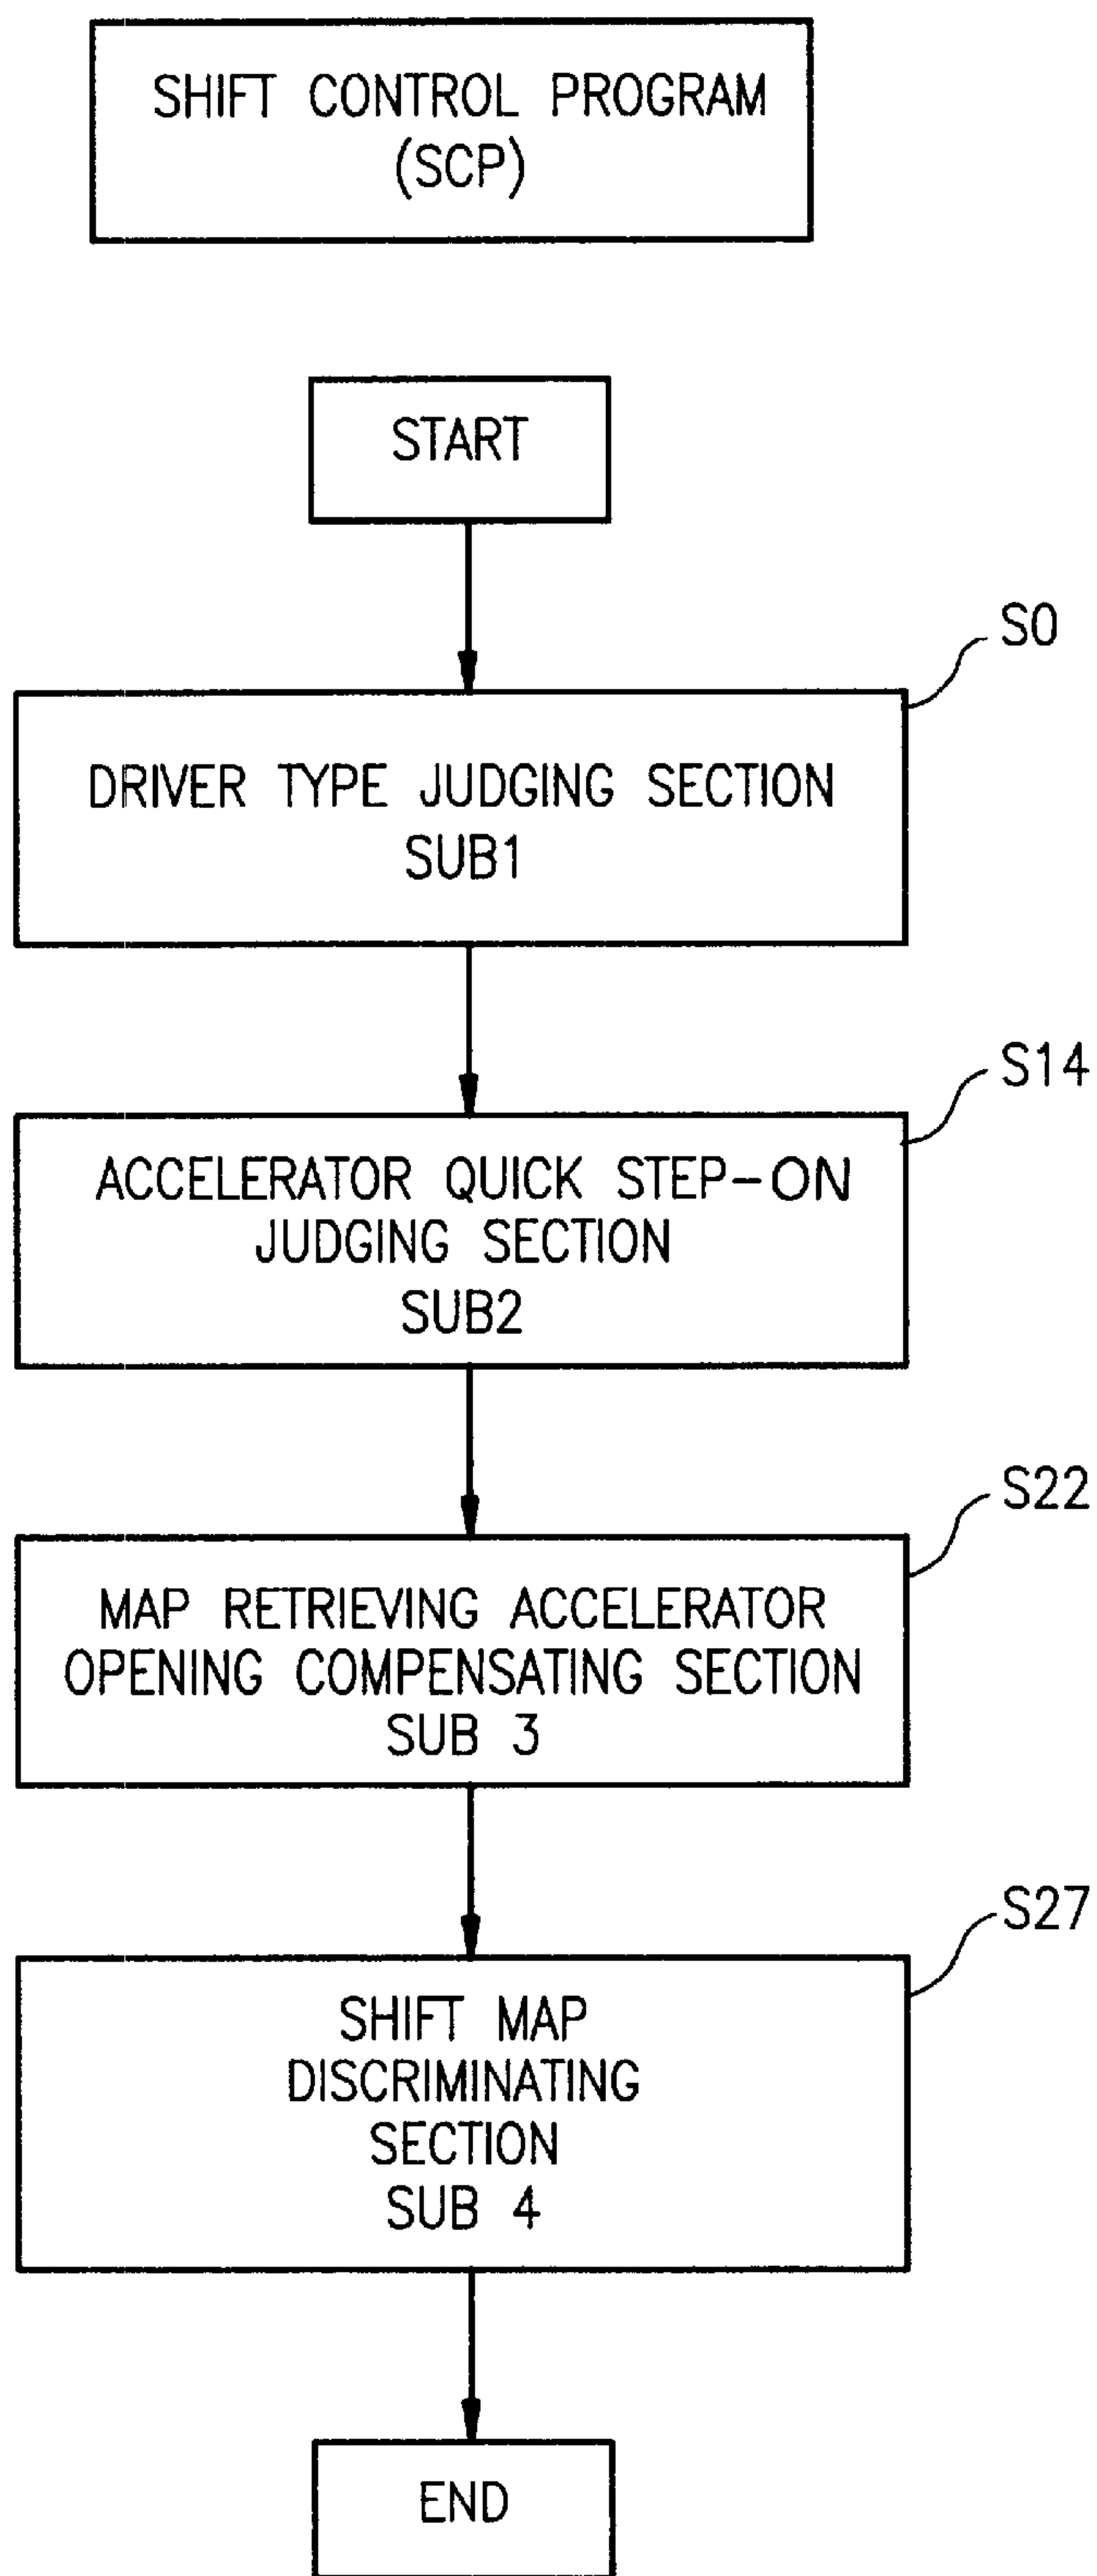 SHIFT CONTROL PROGRAM
(SCP)
START
S0
DRIVER TYPE JUDGING SECTION
SUB1
S14
ACCELERATOR QUICK STEP-ON
JUDGING SECTION
SUB2
S22
MAP RETRIEVING ACCELERATOR
OPENING COMPENSATING SECTION
SUB 3
S27
SHIFT MAP
DISCRIMINATING
SECTION
SUB 4
END